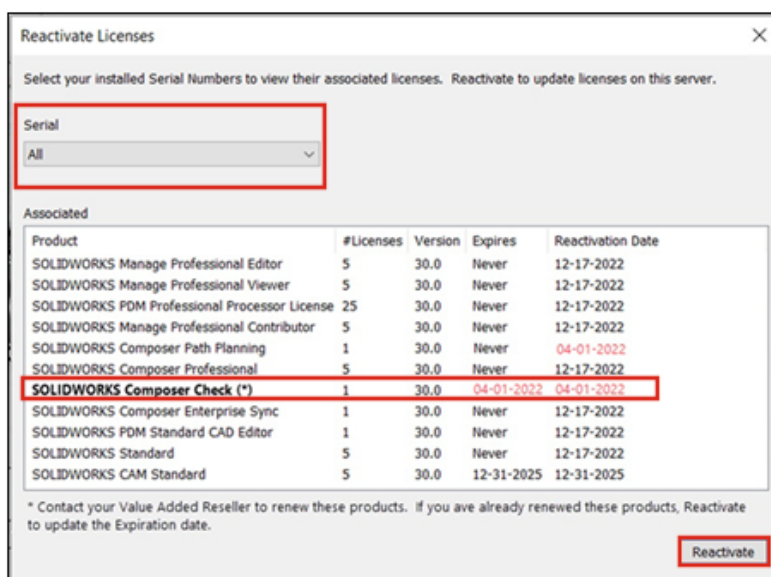 Reactivate Licenses
Select your installed Serial Numbers to view their associated licenses. Reactivate to update licenses on this server.
Serial
All
Associated
Product #Licenses Version Expires Reactivation Date
SOLIDWORKS Manage Professional Editor 5 30.0 Never 12-17-2022
SOLIDWORKS Manage Professional Viewer 5 30.0 Never 12-17-2022
SOLIDWORKS PDM Professional Processor License 25 30.0 Never 12-17-2022
SOLIDWORKS Manage Professional Contributor 5 30.0 Never 12-17-2022
SOLIDWORKS Composer Path Planning 1 30.0 Never 04-01-2022
SOLIDWORKS Composer Professional 5 30.0 Never 12-17-2022
SOLIDWORKS Composer Check (*) 1 30.0 04-01-2022 04-01-2022
SOLIDWORKS Composer Enterprise Sync 1 30.0 Never 12-17-2022
SOLIDWORKS PDM Standard CAD Editor 1 30.0 Never 12-17-2022
SOLIDWORKS Standard 5 30.0 Never 12-17-2022
SOLIDWORKS CAM Standard 5 30.0 12-31-2025 12-31-2025
* Contact your Value Added Reseller to renew these products. If you ave already renewed these products, Reactivate
to update the Expiration date.
Reactivate